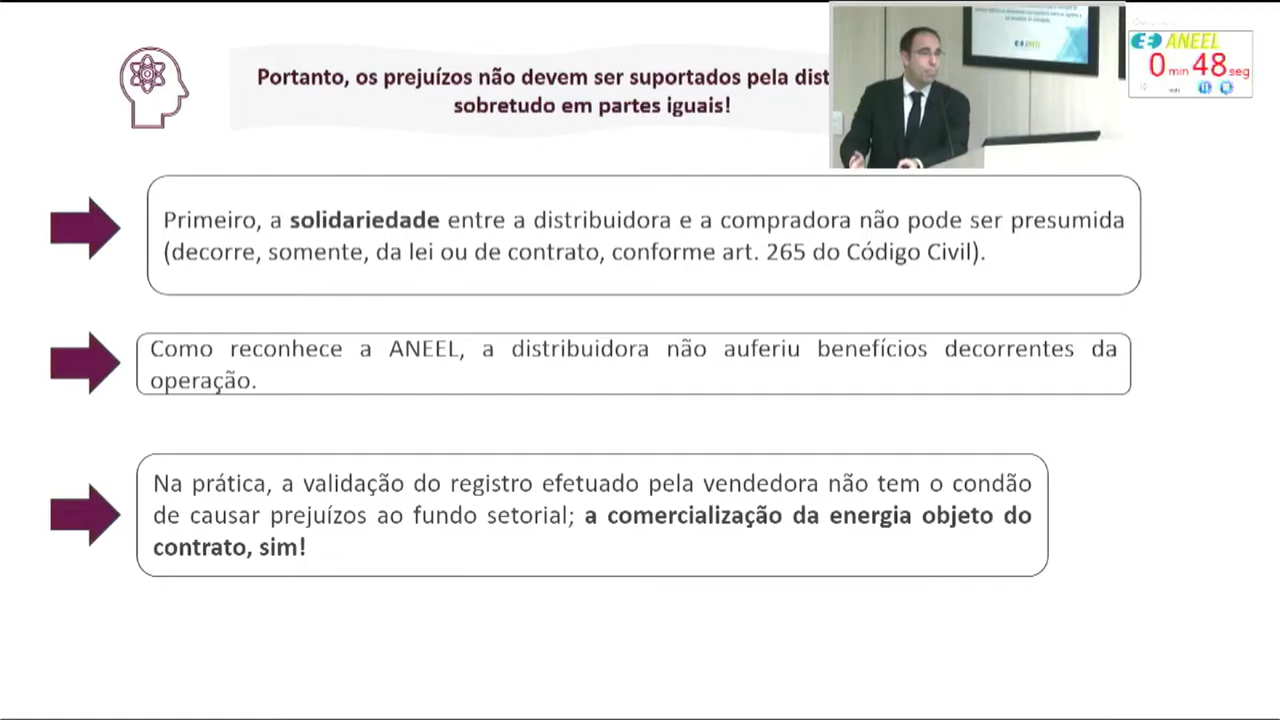 Portanto, os prejuízos não devem ser suportados pela dist
sobretudo em partes iguais!
ANEEL
ANEEL
0 min 48 seg
Primeiro, a solidariedade entre a distribuidora e a compradora não pode ser presumida
(decorre, somente, da lei ou de contrato, conforme art. 265 do Código Civil).
Como reconhece a ANEEL, a distribuidora não auferiu benefícios decorrentes da
operação.
Na prática, a validação do registro efetuado pela vendedora não tem o condão
de causar prejuízos ao fundo setorial; a comercialização da energia objeto do
contrato, sim!